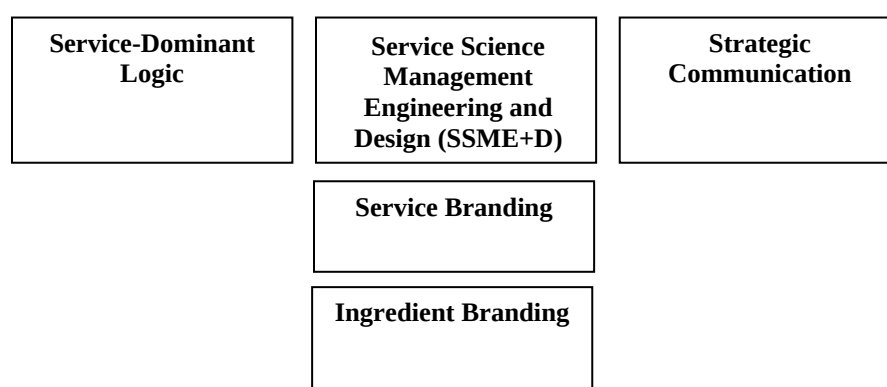 Service-Dominant
Logic
Service Science
Management
Engineering and
Design (SSME+D)
Strategic
Communication
Service Branding
Ingredient Branding